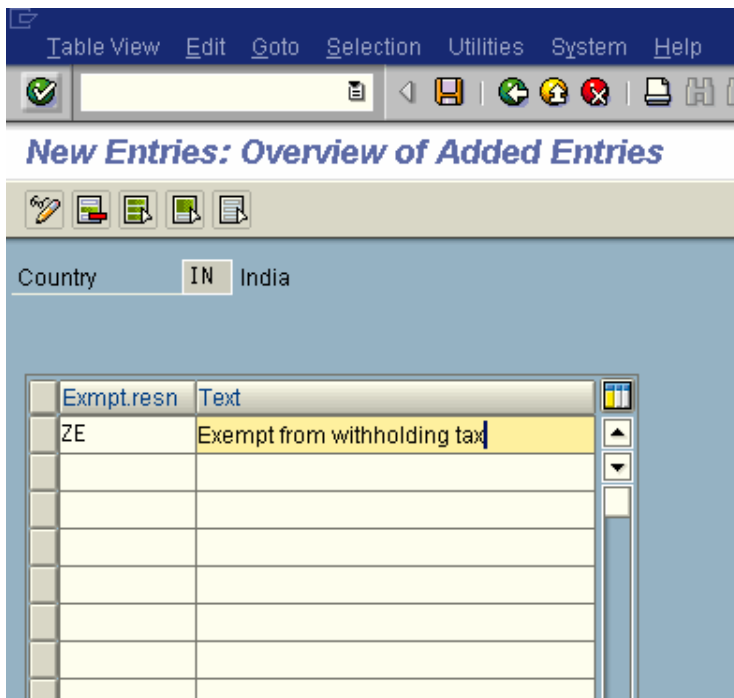 Table View Edit Goto Selection Utilities System Help
New Entries: Overview of Added Entries
Country IN India
Exmpt.resn Text
ZE Exempt from withholding tax